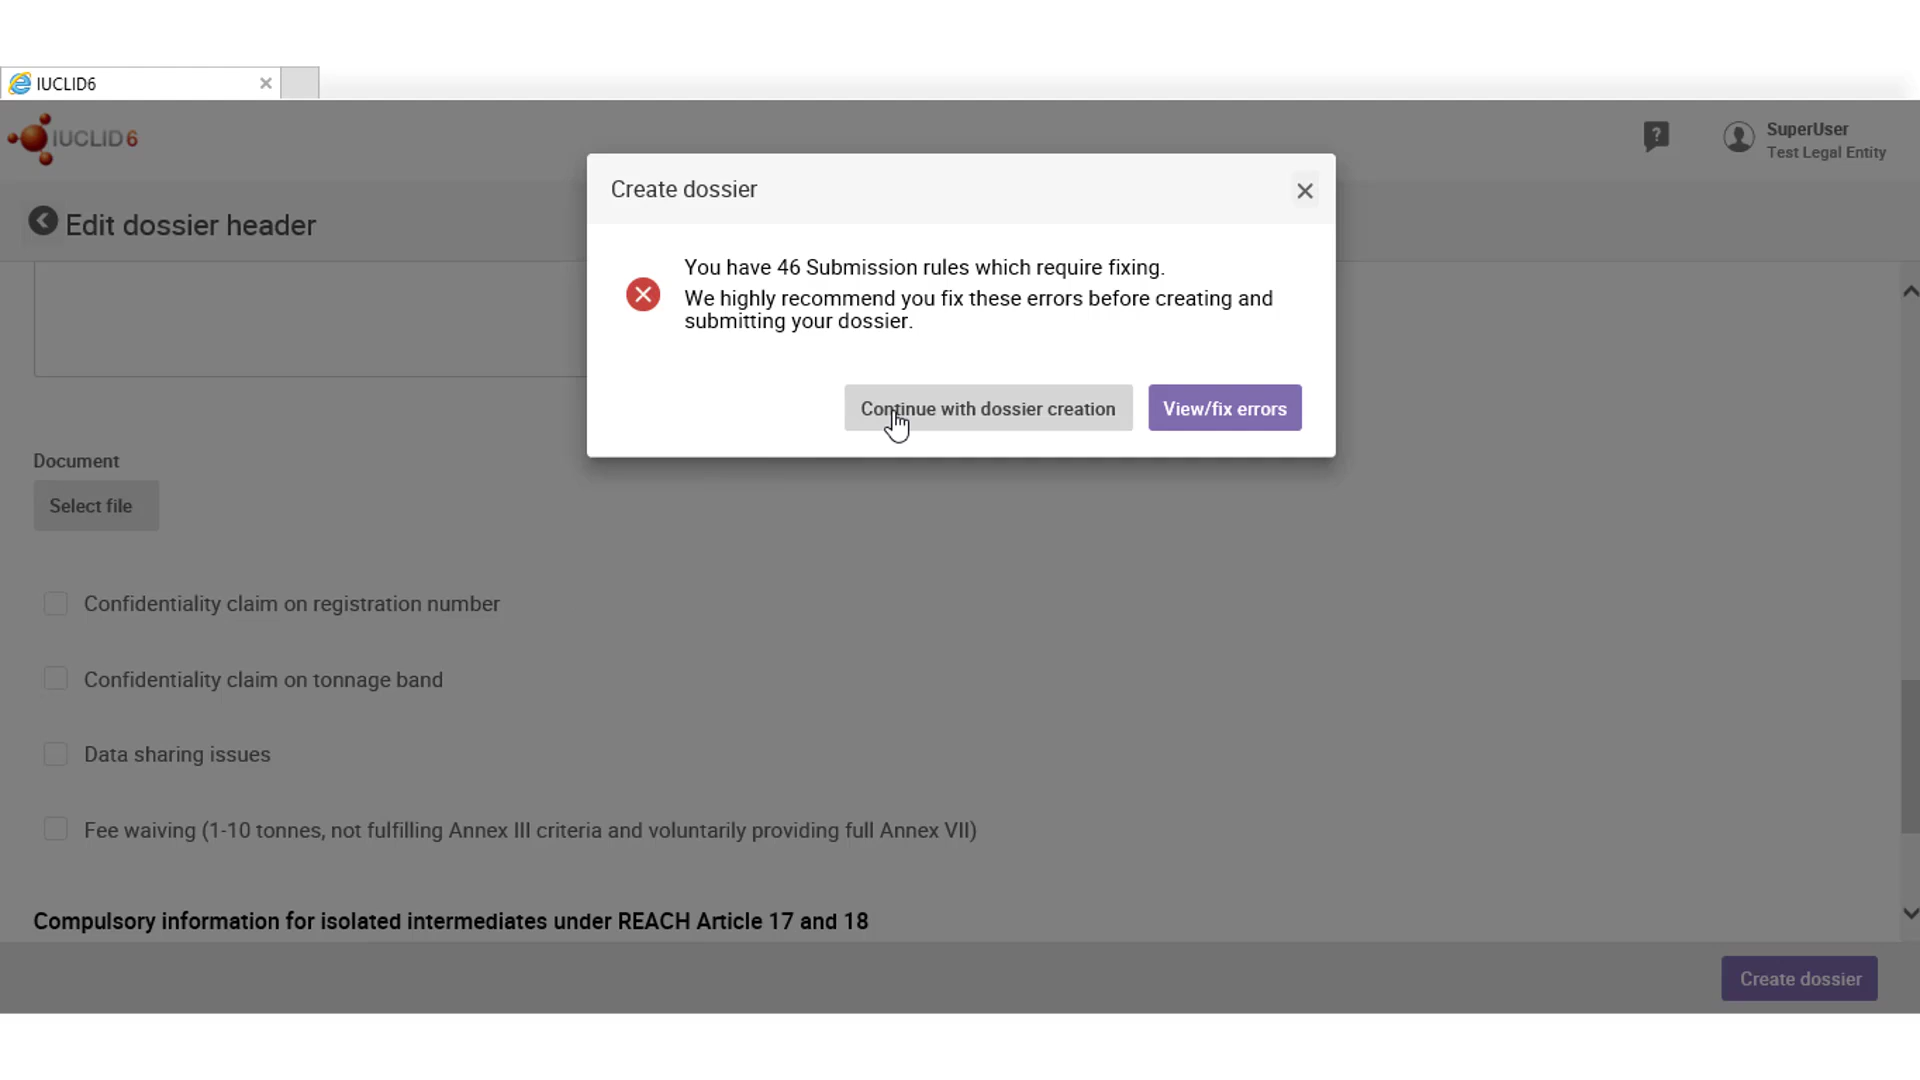 IUCLID6
IUCLID 6
?
SuperUser
Test Legal Entity
Edit dossier header
Create dossier
You have 46 Submission rules which require fixing.
We highly recommend you fix these errors before creating and
submitting your dossier.
Continue with dossier creation
View/fix errors
Document
Select file
Confidentiality claim on registration number
Confidentiality claim on tonnage band
Data sharing issues
Fee waiving (1-10 tonnes, not fulfilling Annex III criteria and voluntarily providing full Annex VII)
Compulsory information for isolated intermediates under REACH Article 17 and 18
Create dossier